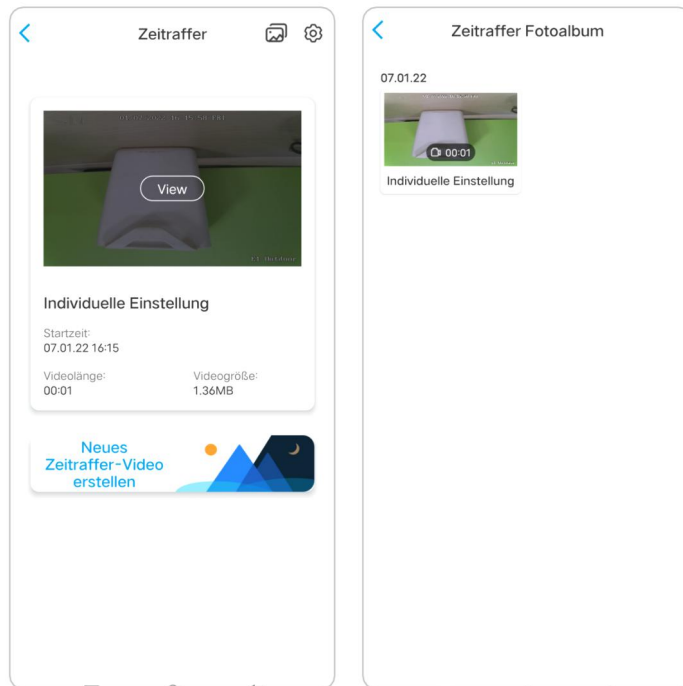 Zeitraffer
View
Individuelle Einstellung
Startzeit:
07.01.22 16:15
Videolänge:
Videogröße:
00:01
1.36MB
Neues
Zeitraffer-Video
erstellen
Zeitraffer Fotoalbum
07.01.22
00:01
Individuelle Einstellung